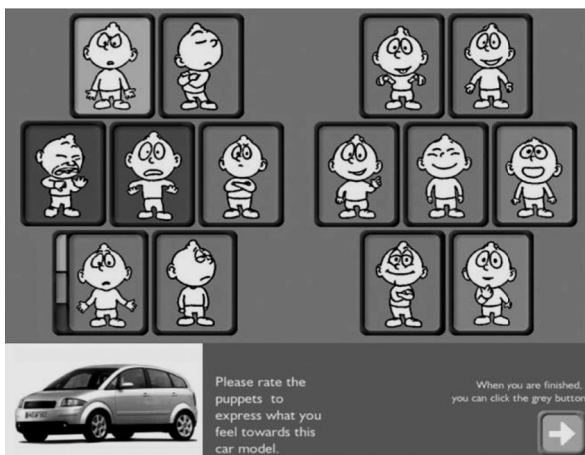 Please rate the
puppets to
express what you
feel towards this
car model.
When you are finished,
you can click the grey button